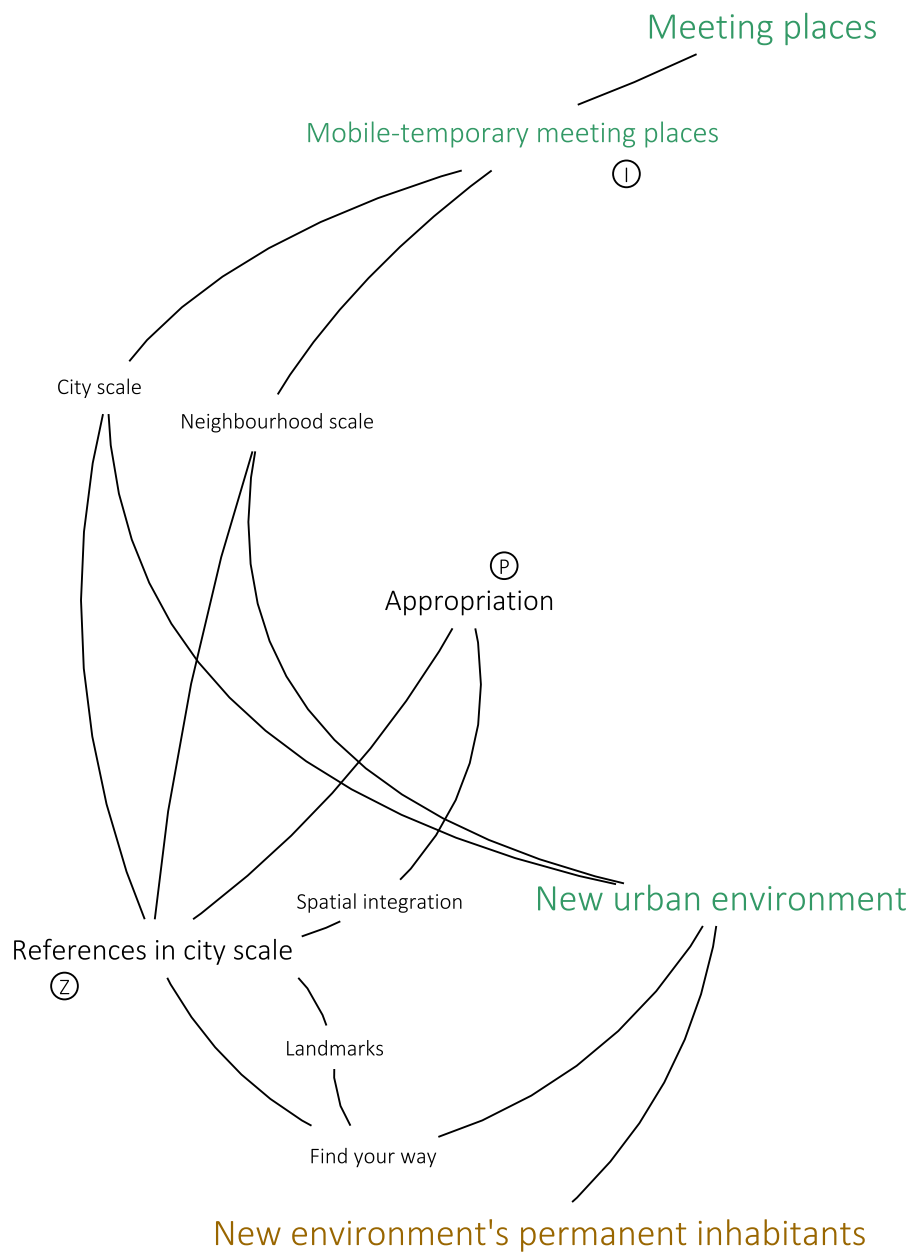 Meeting places
Mobile-temporary meeting places
I
City scale
Neighbourhood scale
P
Appropriation
Spatial integration
New urban environment
References in city scale
Z
Landmarks
Find your way
New environment's permanent inhabitants